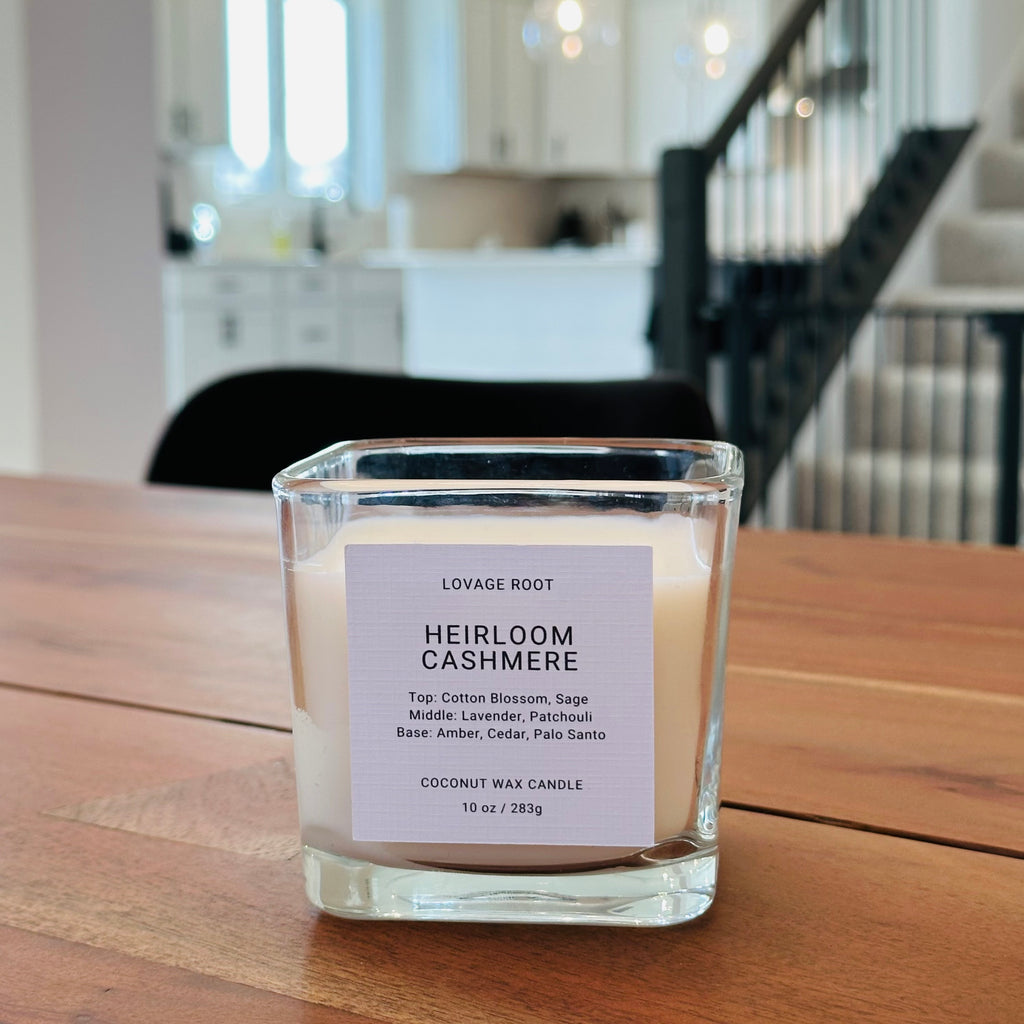 LOVAGE ROOT
HEIRLOOM
CASHMERE
Top: Cotton Blossom, Sage
Middle: Lavender, Patchouli
Base: Amber, Cedar, Palo Santo
COCONUT WAX CANDLE
10 oz / 283g